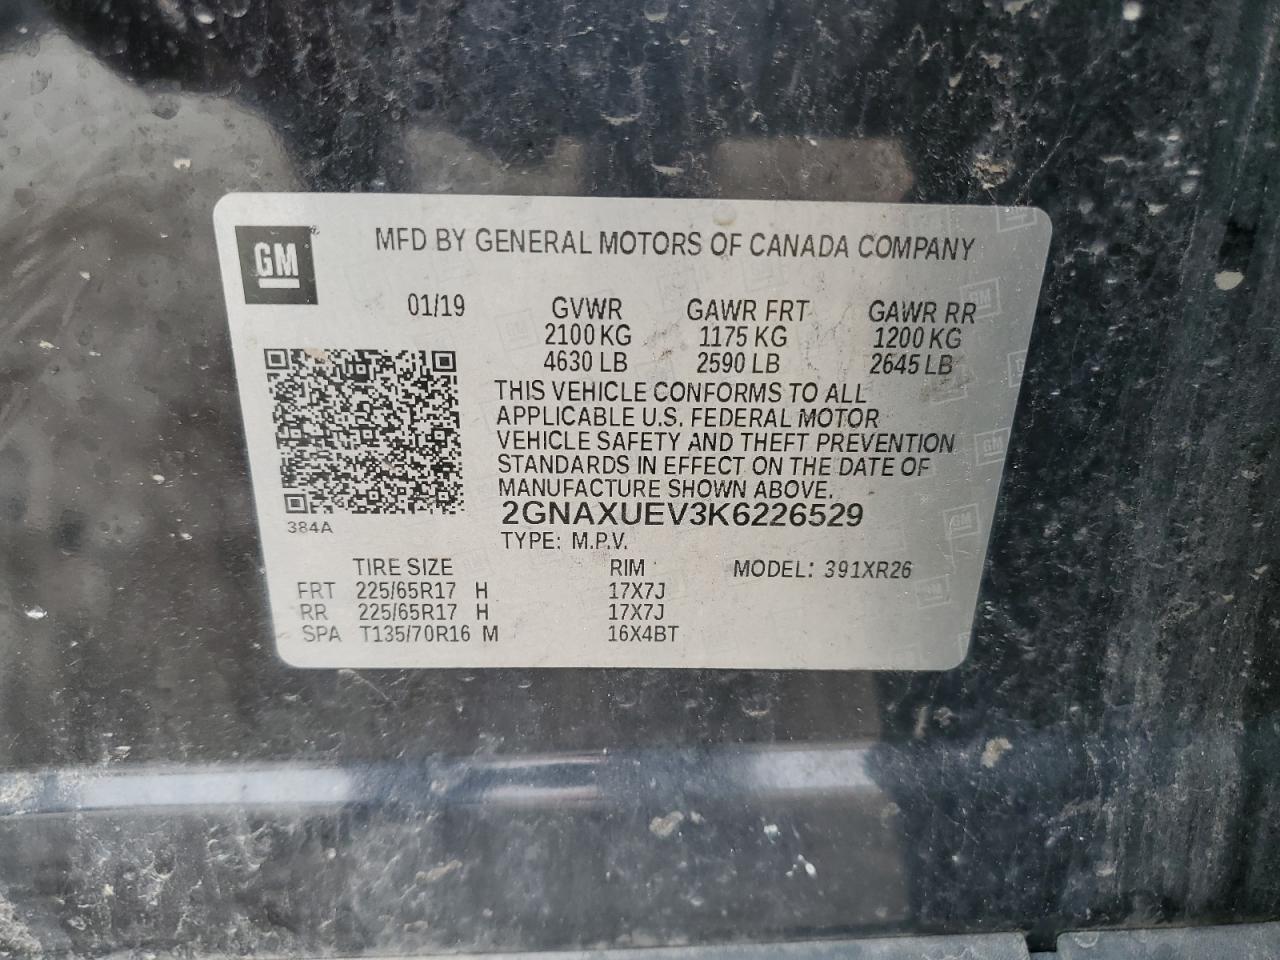 GM
MFD BY GENERAL MOTORS OF CANADA COMPANY
01/19 GVWR GAWR FRT GAWR RR
2100 KG 1175 KG 1200 KG
4630 LB 2590 LB 2645 LB
THIS VEHICLE CONFORMS TO ALL
APPLICABLE U.S. FEDERAL MOTOR
VEHICLE SAFETY AND THEFT PREVENTION
STANDARDS IN EFFECT ON THE DATE OF
MANUFACTURE SHOWN ABOVE.
2GNAXUEV3K6226529
384A
TYPE: M.P.V.
TIRE SIZE RIM MODEL: 391XR26
FRT 225/65R17 H 17X7J
RR 225/65R17 H 17X7J
SPA T135/70R16 M 16X4BT